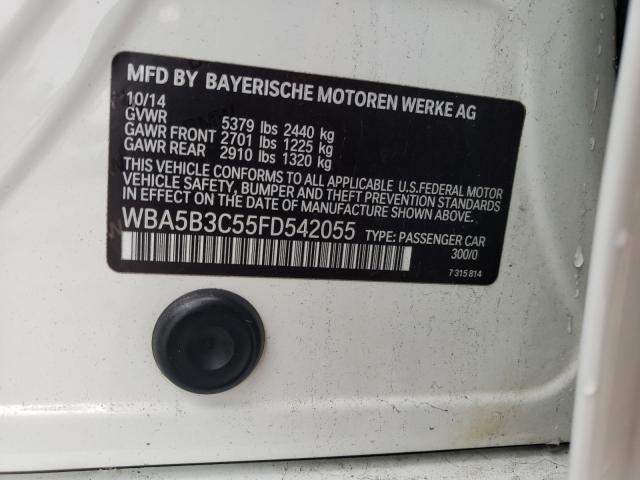 MFD BY BAYERISCHE MOTOREN WERKE AG
10/14
GVWR 5379 lbs 2440 kg
GAWR FRONT 2701 lbs 1225 kg
GAWR REAR 2910 lbs 1320 kg
THIS VEHICLE CONFORMS TO ALL APPLICABLE U.S.FEDERAL MOTOR
VEHICLE SAFETY, BUMPER AND THEFT PREVENTION STANDARDS
IN EFFECT ON THE DATE OF MANUFACTURE SHOWN ABOVE.
WBA5B3C55FD542055 TYPE: PASSENGER CAR
300/0
7 315 814